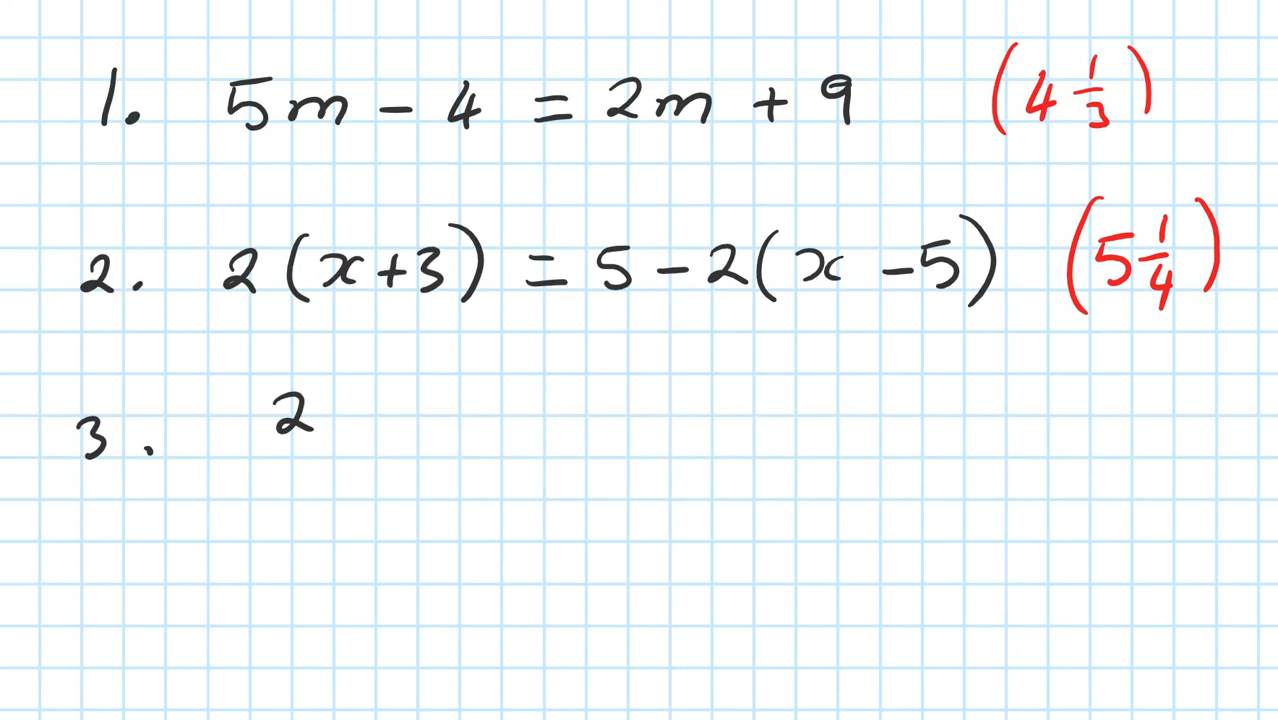 1. 5m - 4 = 2m + 9 (4 1/3)
2. 2(x+3) = 5 - 2(x - 5) (5 1/4)
3. 2